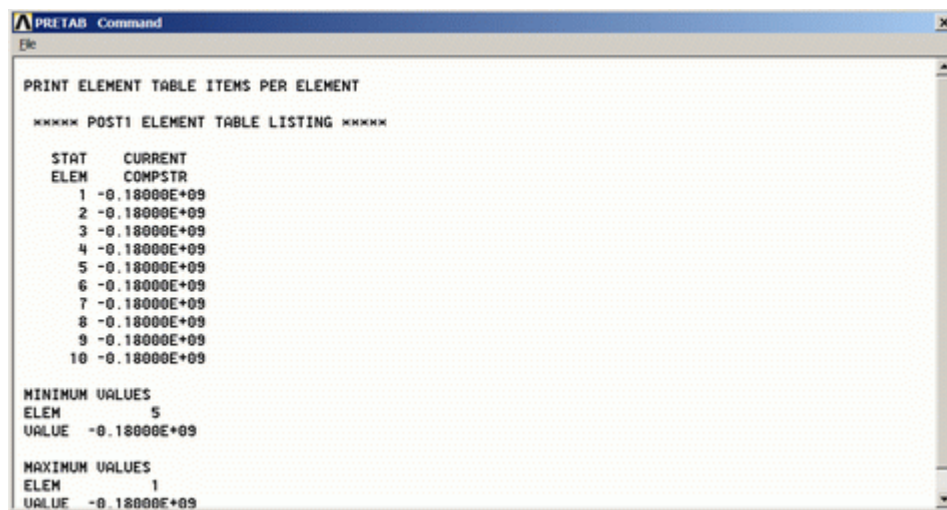 PRETAB Command
File
PRINT ELEMENT TABLE ITEMS PER ELEMENT
***** POST1 ELEMENT TABLE LISTING *****
STAT CURRENT
ELEM COMPSTR
1 -0.18000E+09
2 -0.18000E+09
3 -0.18000E+09
4 -0.18000E+09
5 -0.18000E+09
6 -0.18000E+09
7 -0.18000E+09
8 -0.18000E+09
9 -0.18000E+09
10 -0.18000E+09
MINIMUM VALUES
ELEM 5
VALUE -0.18000E+09
MAXIMUM VALUES
ELEM 1
VALUE -0.18000E+09